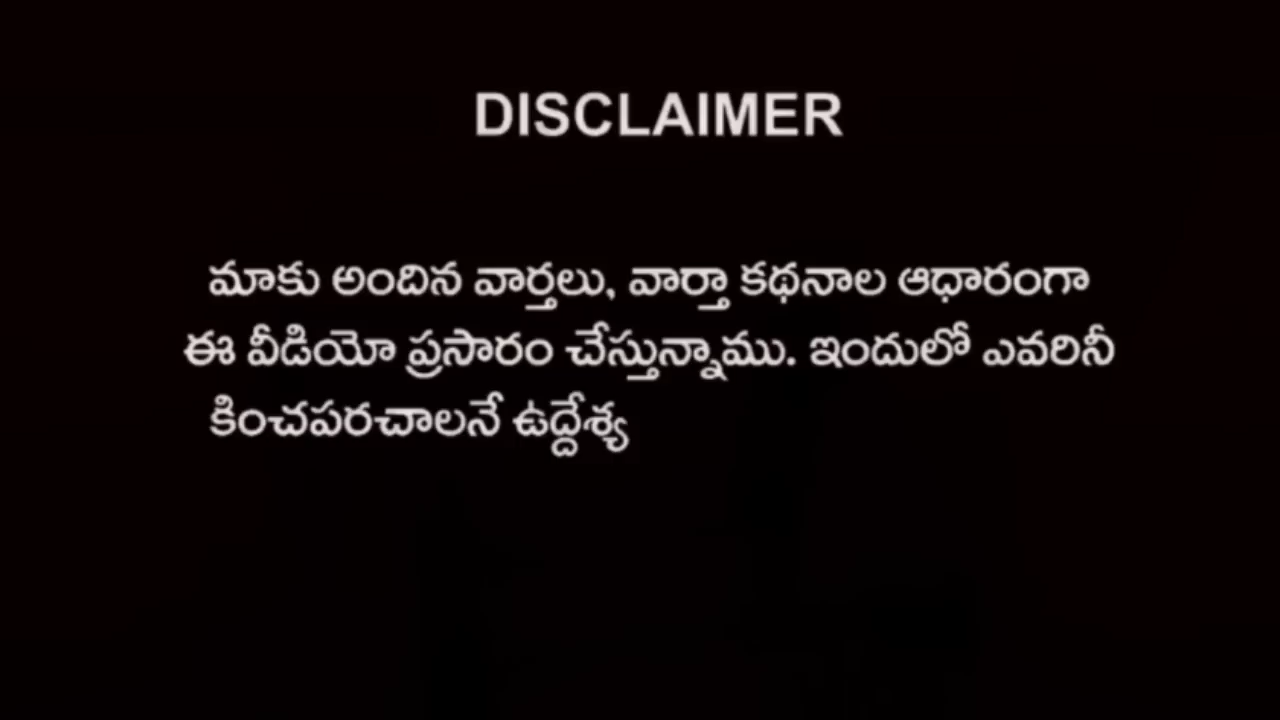 DISCLAIMER
మాకు అందిన వార్తలు, వార్తా కథనాల ఆధారంగా
ఈ వీడియో ప్రసారం చేస్తున్నాము. ఇందులో ఎవరినీ
కించపరచాలనే ఉద్దేశ్య